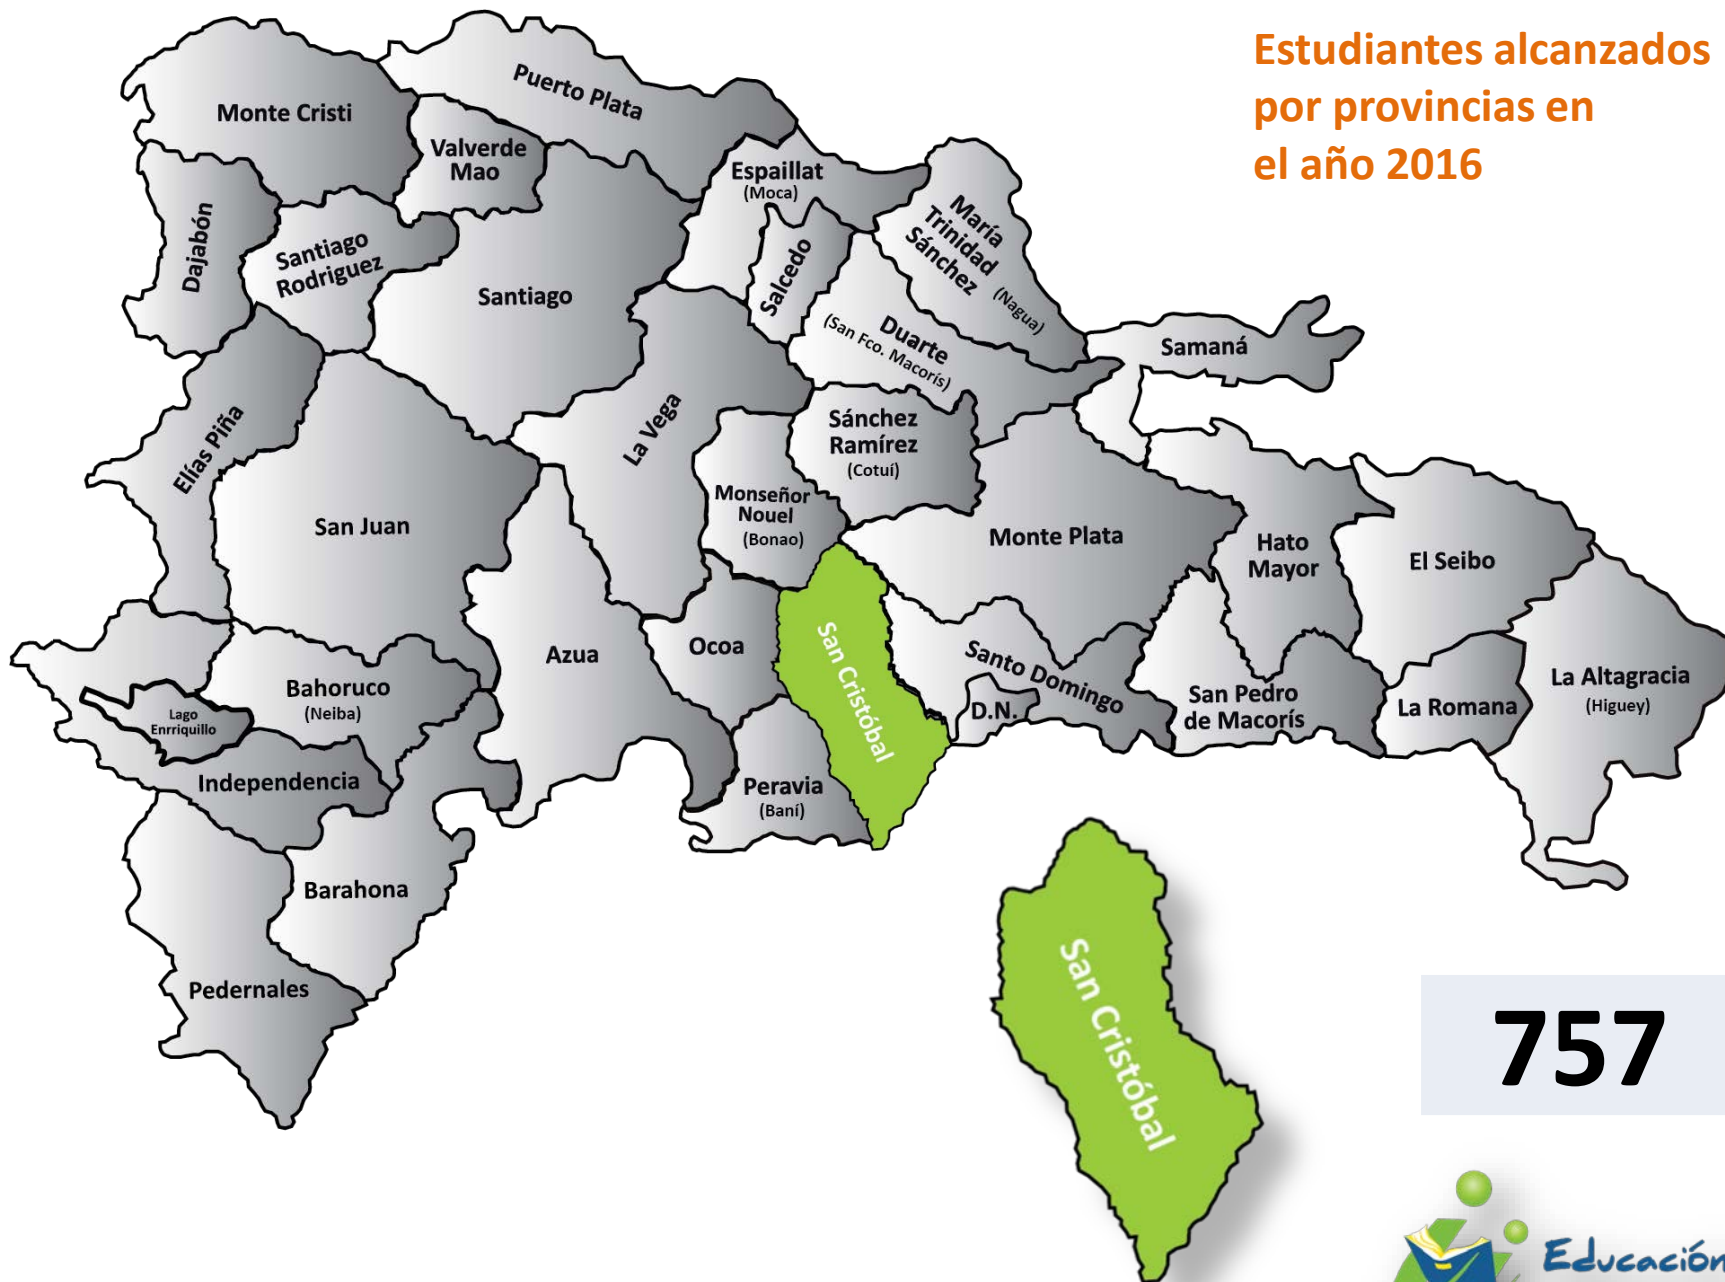 Estudiantes alcanzados
por provincias en
el año 2016
Monte Cristi
Puerto Plata
Valverde
Mao
Espaillat
(Moca)
María
Trinidad
Sánchez
(Nagua)
Dajabón
Santiago
Rodriguez
Santiago
Salcedo
Duarte
(San Fco. Macorís)
Samaná
Elías Piña
La Vega
Sánchez
Ramírez
(Cotuí)
San Juan
Monseñor
Nouel
(Bonao)
Monte Plata
Hato
Mayor
El Seibo
Azua
Ocoa
San Cristóbal
Santo Domingo
D.N.
San Pedro
de Macorís
La Romana
La Altagracia
(Higuey)
Bahoruco
(Neiba)
Lago
Enrriquillo
Independencia
Peravia
(Baní)
Barahona
Pedernales
San Cristóbal
757
Educación